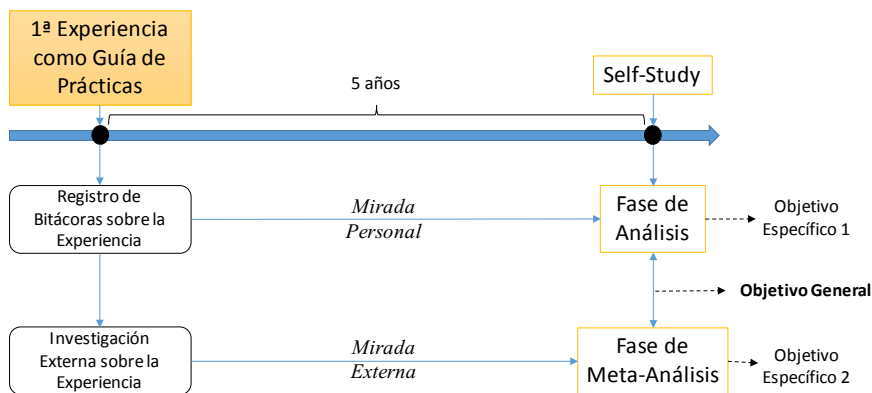 1ª Experiencia
como Guía de
Prácticas
5 años
Self-Study
Registro de
Bitácoras sobre la
Experiencia
Mirada
Personal
Fase de
Análisis
Objetivo
Específico 1
Objetivo General
Investigación
Externa sobre la
Experiencia
Mirada
Externa
Fase de
Meta-Análisis
Objetivo
Específico 2